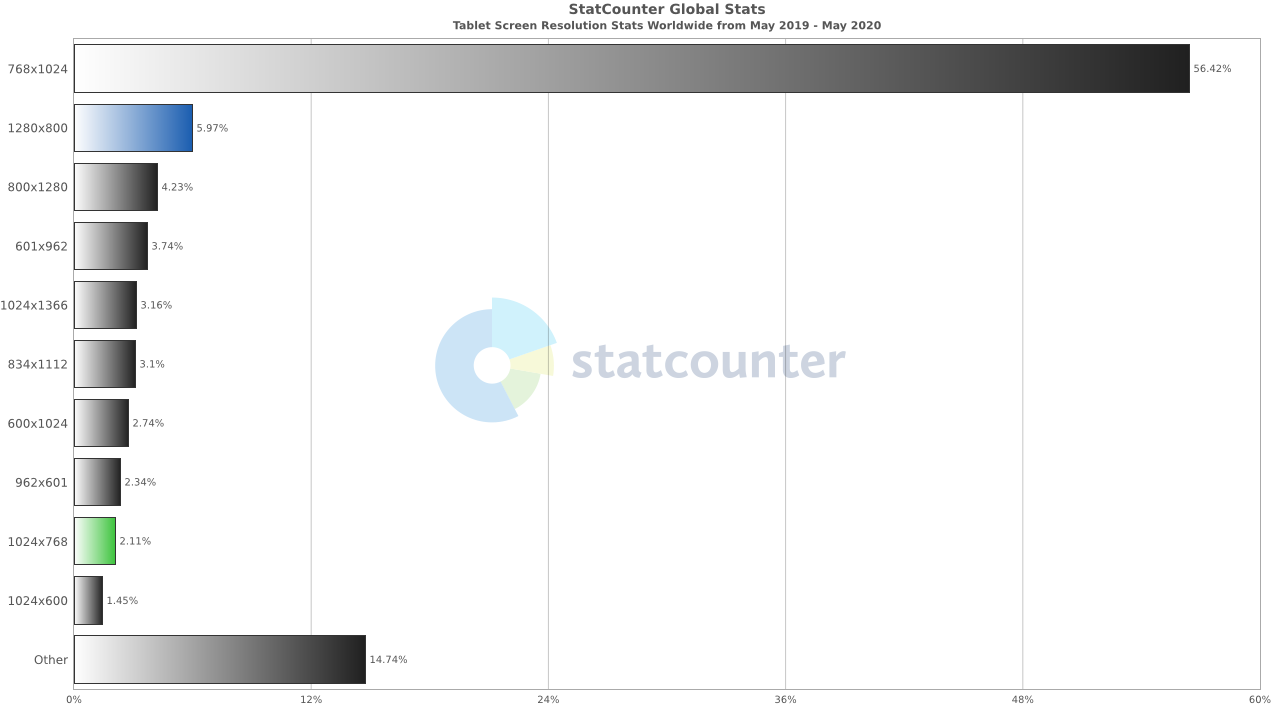 StatCounter Global Stats
Tablet Screen Resolution Stats Worldwide from May 2019 - May 2020
768x1024 56.42%
1280x800 5.97%
800x1280 4.23%
601x962 3.74%
1024x1366 3.16%
834x1112 3.1%
600x1024 2.74%
962x601 2.34%
1024x768 2.11%
1024x600 1.45%
Other 14.74%
0% 12% 24% 36% 48% 60%
statcounter